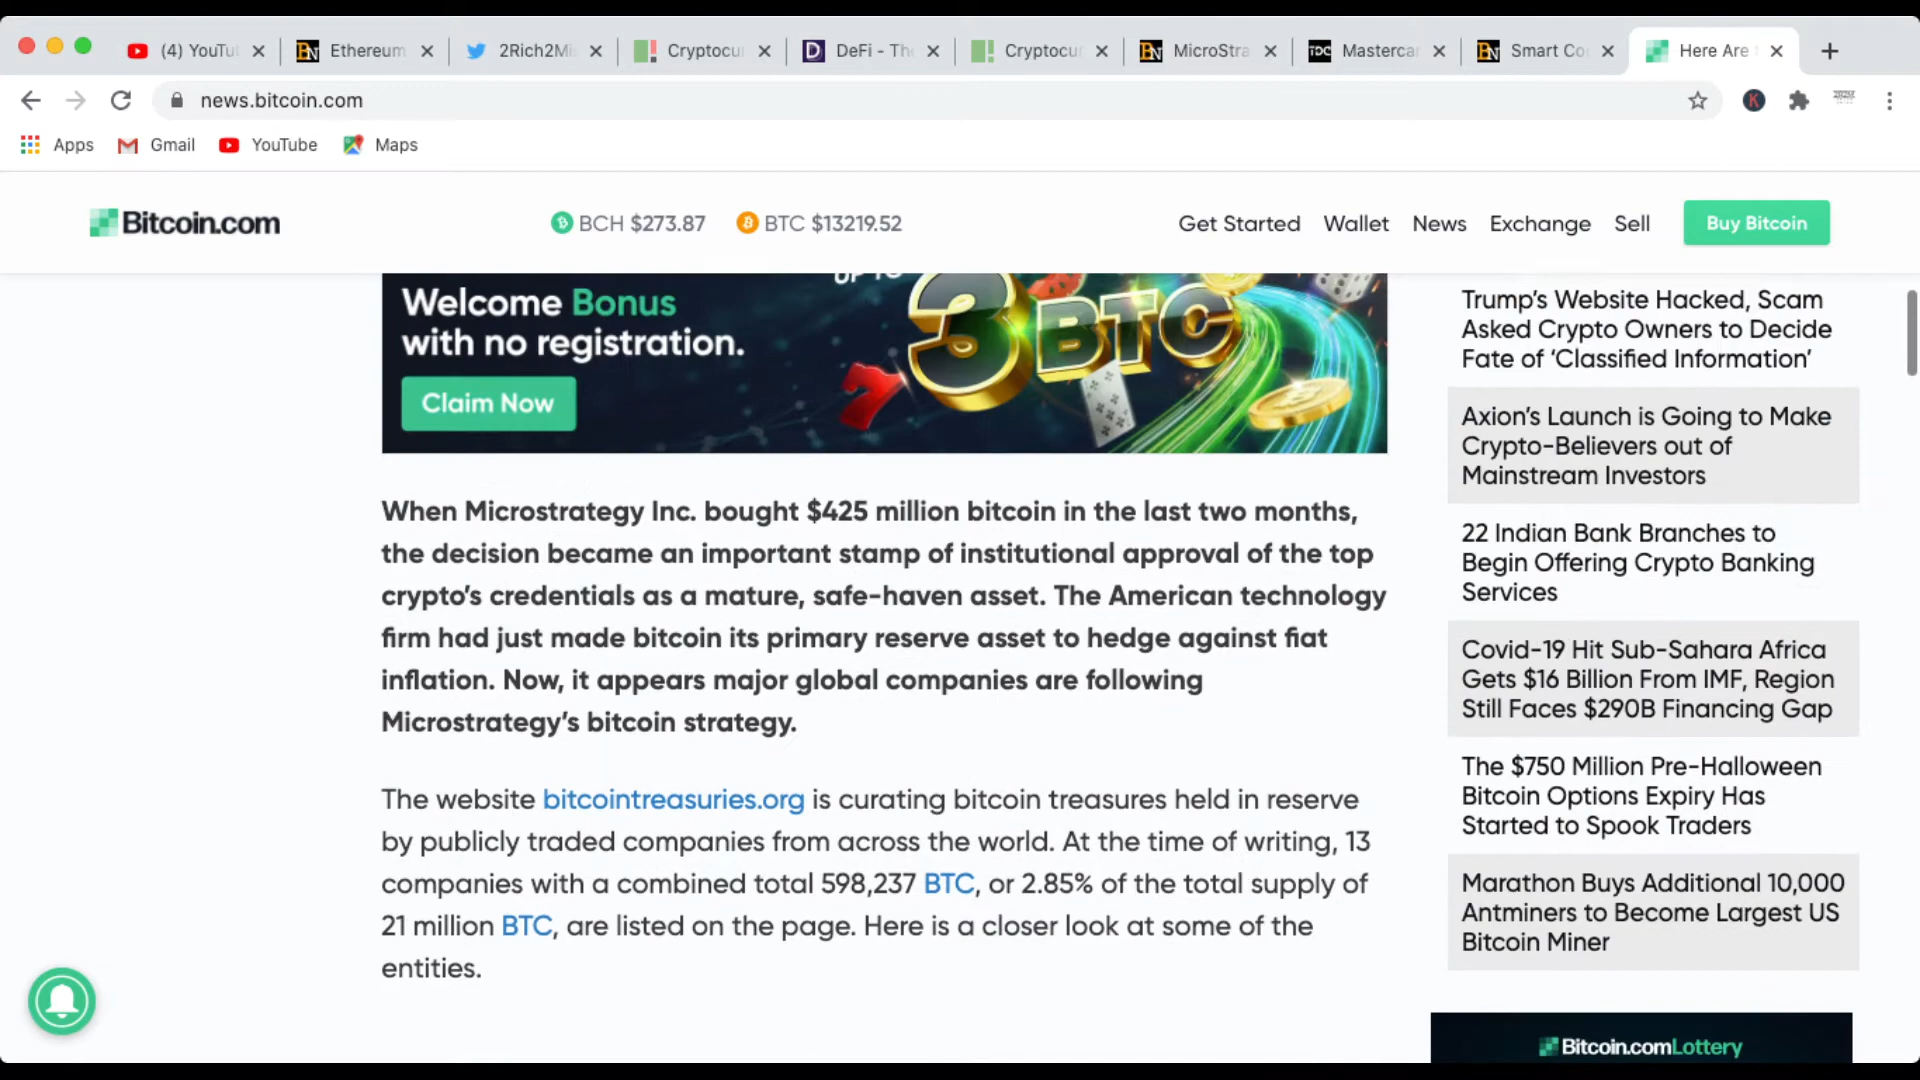 (4) YouTu
Ethereum
2Rich2Mi
Cryptocu
DeFi - The
Cryptocu
MicroStra
Mastercar
Smart Co
Here Are
news.bitcoin.com
Apps
Gmail
YouTube
Maps
Bitcoin.com
BCH $273.87
BTC $13219.52
Get Started
Wallet
News
Exchange
Sell
Buy Bitcoin
UP TO
Welcome Bonus
with no registration.
3 BTC
Claim Now
When Microstrategy Inc. bought $425 million bitcoin in the last two months,
the decision became an important stamp of institutional approval of the top
crypto’s credentials as a mature, safe-haven asset. The American technology
firm had just made bitcoin its primary reserve asset to hedge against fiat
inflation. Now, it appears major global companies are following
Microstrategy’s bitcoin strategy.
The website bitcointreasuries.org is curating bitcoin treasures held in reserve
by publicly traded companies from across the world. At the time of writing, 13
companies with a combined total 598,237 BTC, or 2.85% of the total supply of
21 million BTC, are listed on the page. Here is a closer look at some of the
entities.
Trump’s Website Hacked, Scam
Asked Crypto Owners to Decide
Fate of ‘Classified Information’
Axion’s Launch is Going to Make
Crypto-Believers out of
Mainstream Investors
22 Indian Bank Branches to
Begin Offering Crypto Banking
Services
Covid-19 Hit Sub-Sahara Africa
Gets $16 Billion From IMF, Region
Still Faces $290B Financing Gap
The $750 Million Pre-Halloween
Bitcoin Options Expiry Has
Started to Spook Traders
Marathon Buys Additional 10,000
Antminers to Become Largest US
Bitcoin Miner
Bitcoin.comLottery